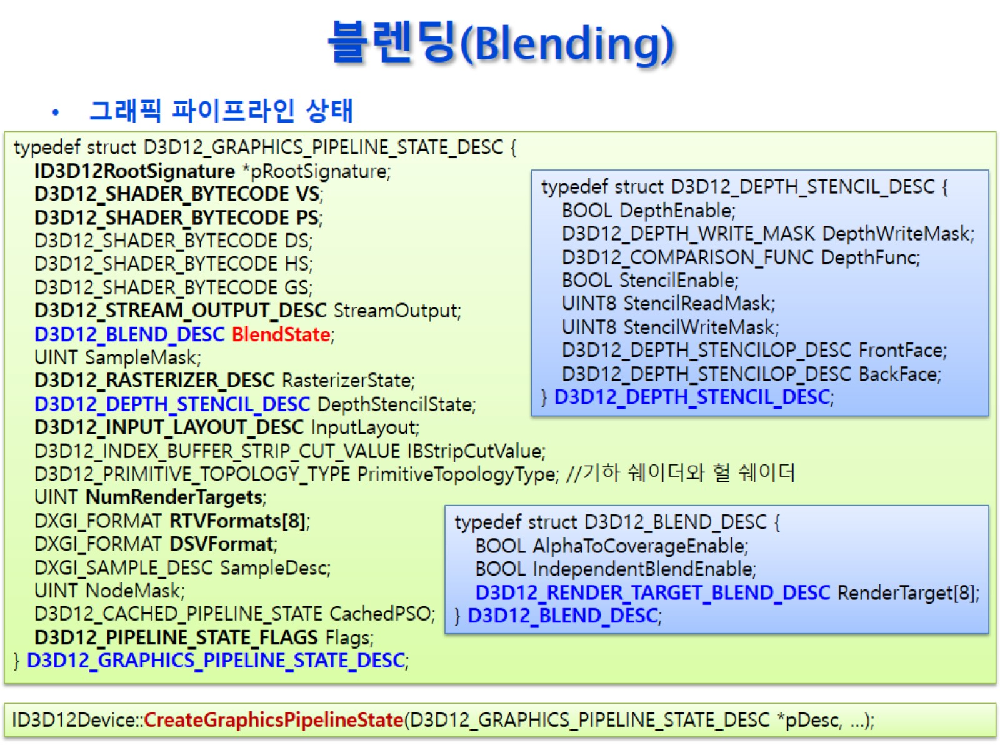 블렌딩(Blending)
• 그래픽 파이프라인 상태
typedef struct D3D12_GRAPHICS_PIPELINE_STATE_DESC {
ID3D12RootSignature *pRootSignature;
D3D12_SHADER_BYTECODE VS;
D3D12_SHADER_BYTECODE PS;
D3D12_SHADER_BYTECODE DS;
D3D12_SHADER_BYTECODE HS;
D3D12_SHADER_BYTECODE GS;
D3D12_STREAM_OUTPUT_DESC StreamOutput;
D3D12_BLEND_DESC BlendState;
UINT SampleMask;
D3D12_RASTERIZER_DESC RasterizerState;
D3D12_DEPTH_STENCIL_DESC DepthStencilState;
D3D12_INPUT_LAYOUT_DESC InputLayout;
D3D12_INDEX_BUFFER_STRIP_CUT_VALUE IBStripCutValue;
D3D12_PRIMITIVE_TOPOLOGY_TYPE PrimitiveTopologyType; //기하 쉐이더와 헐 쉐이더
UINT NumRenderTargets;
DXGI_FORMAT RTVFormats[8];
DXGI_FORMAT DSVFormat;
DXGI_SAMPLE_DESC SampleDesc;
UINT NodeMask;
D3D12_CACHED_PIPELINE_STATE CachedPSO;
D3D12_PIPELINE_STATE_FLAGS Flags;
} D3D12_GRAPHICS_PIPELINE_STATE_DESC;
typedef struct D3D12_DEPTH_STENCIL_DESC {
BOOL DepthEnable;
D3D12_DEPTH_WRITE_MASK DepthWriteMask;
D3D12_COMPARISON_FUNC DepthFunc;
BOOL StencilEnable;
UINT8 StencilReadMask;
UINT8 StencilWriteMask;
D3D12_DEPTH_STENCILOP_DESC FrontFace;
D3D12_DEPTH_STENCILOP_DESC BackFace;
} D3D12_DEPTH_STENCIL_DESC;
typedef struct D3D12_BLEND_DESC {
BOOL AlphaToCoverageEnable;
BOOL IndependentBlendEnable;
D3D12_RENDER_TARGET_BLEND_DESC RenderTarget[8];
} D3D12_BLEND_DESC;
ID3D12Device::CreateGraphicsPipelineState(D3D12_GRAPHICS_PIPELINE_STATE_DESC *pDesc, ...);